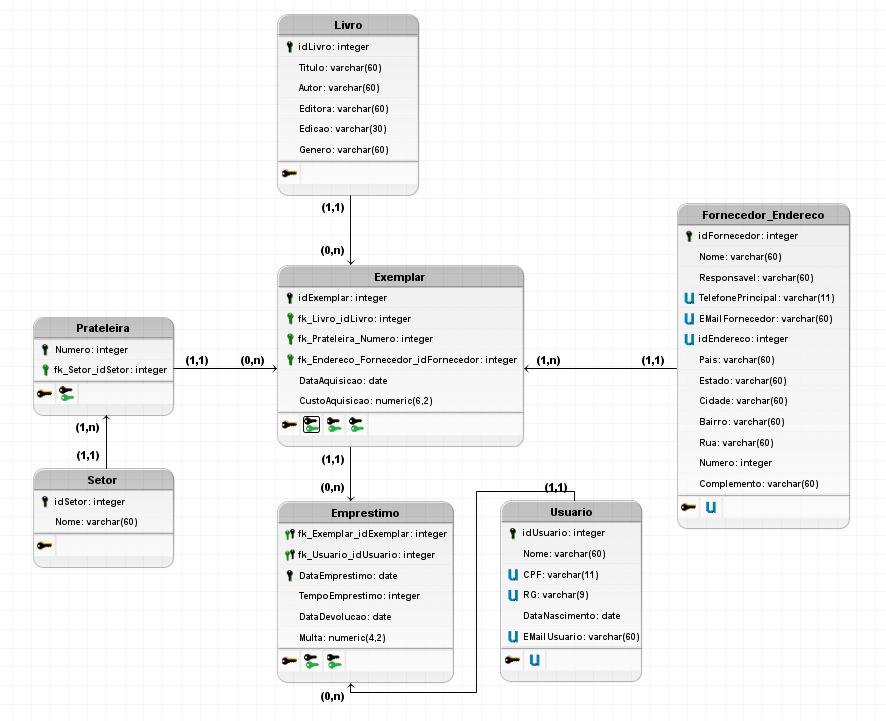 Livro
idLivro: integer
Titulo: varchar(60)
Autor: varchar(60)
Editora: varchar(60)
Edicao: varchar(30)
Genero: varchar(60)
(1,1)
(0,n)
Fornecedor_Endereco
idFornecedor: integer
Nome: varchar(60)
Responsavel: varchar(60)
TelefonePrincipal: varchar(11)
EMailFornecedor: varchar(60)
idEndereco: integer
Pais: varchar(60)
Estado: varchar(60)
Cidade: varchar(60)
Bairro: varchar(60)
Rua: varchar(60)
Numero: integer
Complemento: varchar(60)
Exemplar
idExemplar: integer
fk_Livro_idLivro: integer
fk_Prateleira_Numero: integer
fk_Endereco_Fornecedor_idFornecedor: integer
DataAquisicao: date
CustoAquisicao: numeric(6,2)
Prateleira
Numero: integer
fk_Setor_idSetor: integer
(1,1) (0,n)
(1,n) (1,1)
(1,n)
(1,1)
Setor
idSetor: integer
Nome: varchar(60)
(1,1)
(0,n)
Emprestimo
fk_Exemplar_idExemplar: integer
fk_Usuario_idUsuario: integer
DataEmprestimo: date
TempoEmprestimo: integer
DataDevolucao: date
Multa: numeric(4,2)
(0,n)
(1,1)
Usuario
idUsuario: integer
Nome: varchar(60)
CPF: varchar(11)
RG: varchar(9)
DataNascimento: date
EMailUsuario: varchar(60)